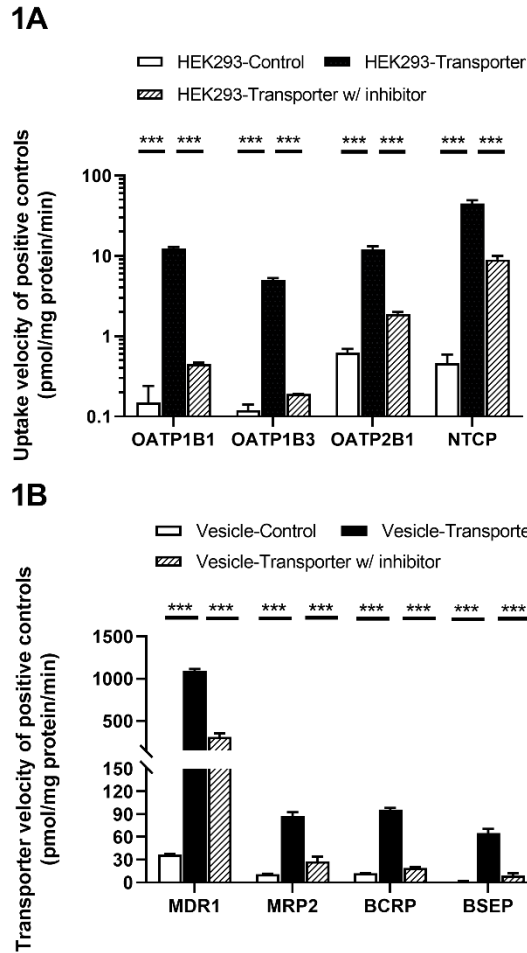 1A
HEK293-Control HEK293-Transporter
HEK293-Transporter w/ inhibitor
*** *** *** *** *** *** *** ***
Uptake velocity of positive controls
(pmol/mg protein/min)
100
10
1
0.1
OATP1B1 OATP1B3 OATP2B1 NTCP
1B
Vesicle-Control Vesicle-Transporte
Vesicle-Transporter w/ inhibitor
*** *** *** *** *** *** *** ***
Transporter velocity of positive controls
(pmol/mg protein/min)
1500
1000
500
150
120
90
60
30
0
MDR1 MRP2 BCRP BSEP